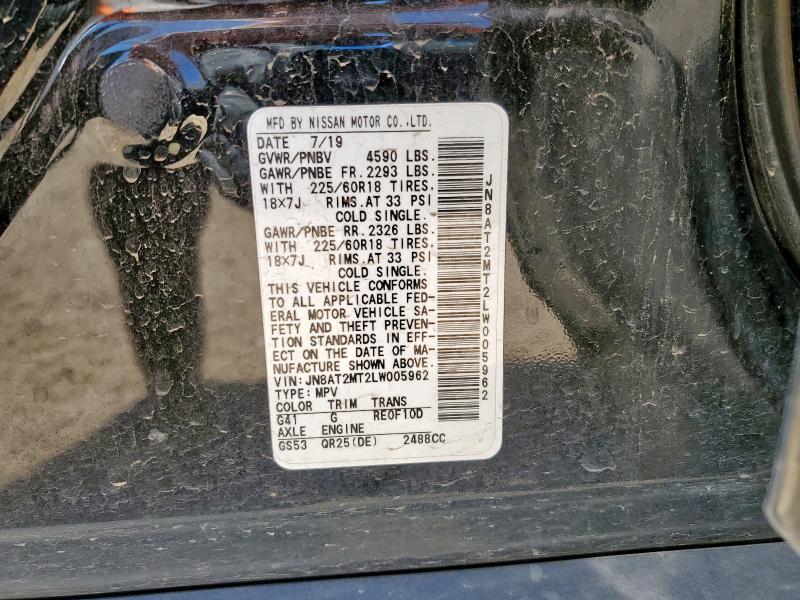 MFD BY NISSAN MOTOR CO.,LTD.
DATE 7/19
GVWR/PNBV 4590 LBS.
GAWR/PNBE FR. 2293 LBS.
WITH 225/60R18 TIRES,
18X7J RIMS.AT 33 PSI
COLD SINGLE.
GAWR/PNBE RR. 2326 LBS.
WITH 225/60R18 TIRES,
18X7J RIMS.AT 33 PSI
COLD SINGLE.
THIS VEHICLE CONFORMS
TO ALL APPLICABLE FED-
ERAL MOTOR VEHICLE SA-
FETY AND THEFT PREVEN-
TION STANDARDS IN EFF-
ECT ON THE DATE OF MA-
NUFACTURE SHOWN ABOVE.
VIN: JN8AT2MT2LW005962
TYPE: MPV
COLOR TRIM TRANS
G41 G RE0F10D
AXLE ENGINE
GS53 QR25(DE) 2488CC
JN8AT2MT2LW005962